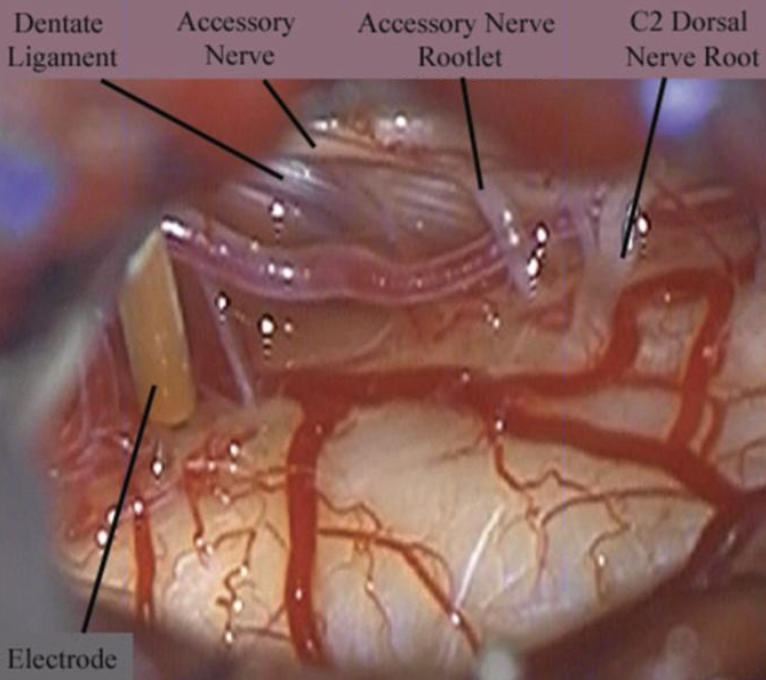 Dentate
Ligament
Accessory
Nerve
Accessory Nerve
Rootlet
C2 Dorsal
Nerve Root
Electrode